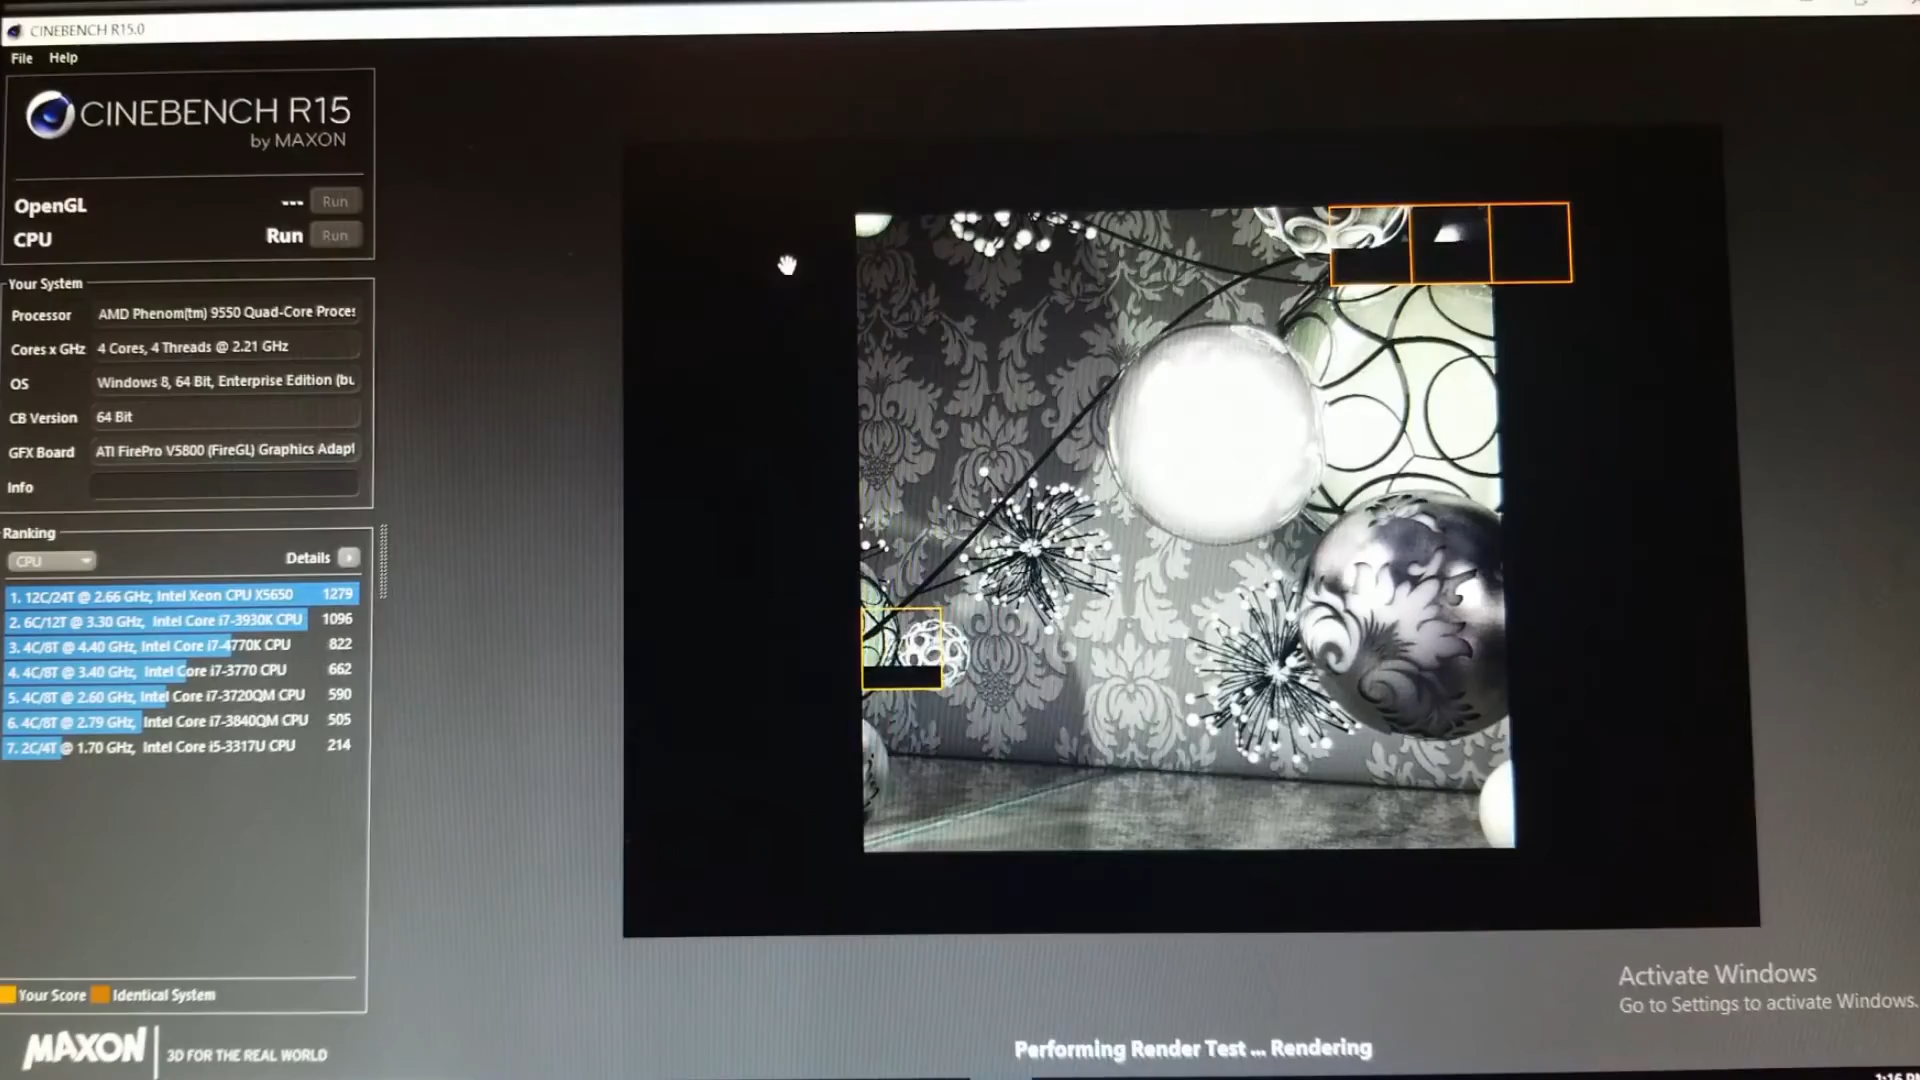 CINEBENCH R15.0
File Help
CINEBENCH R15
by MAXON
OpenGL --- Run
CPU Run Run
Your System
Processor AMD Phenom(tm) 9550 Quad-Core Proces
Cores x GHz 4 Cores, 4 Threads @ 2.21 GHz
OS Windows 8, 64 Bit, Enterprise Edition (bu
CB Version 64 Bit
GFX Board ATI FirePro V5800 (FireGL) Graphics Adapt
Info
Ranking
CPU Details
1. 12C/24T @ 2.66 GHz, Intel Xeon CPU X5650 1279
2. 6C/12T @ 3.30 GHz, Intel Core i7-3930K CPU 1096
3. 4C/8T @ 4.40 GHz, Intel Core i7-4770K CPU 822
4. 4C/8T @ 3.40 GHz, Intel Core i7-3770 CPU 662
5. 4C/8T @ 2.60 GHz, Intel Core i7-3720QM CPU 590
6. 4C/8T @ 2.79 GHz, Intel Core i7-3840QM CPU 505
7. 2C/4T @ 1.70 GHz, Intel Core i5-3317U CPU 214
Your Score Identical System
MAXON 3D FOR THE REAL WORLD
Performing Render Test ... Rendering
Activate Windows
Go to Settings to activate Windows.